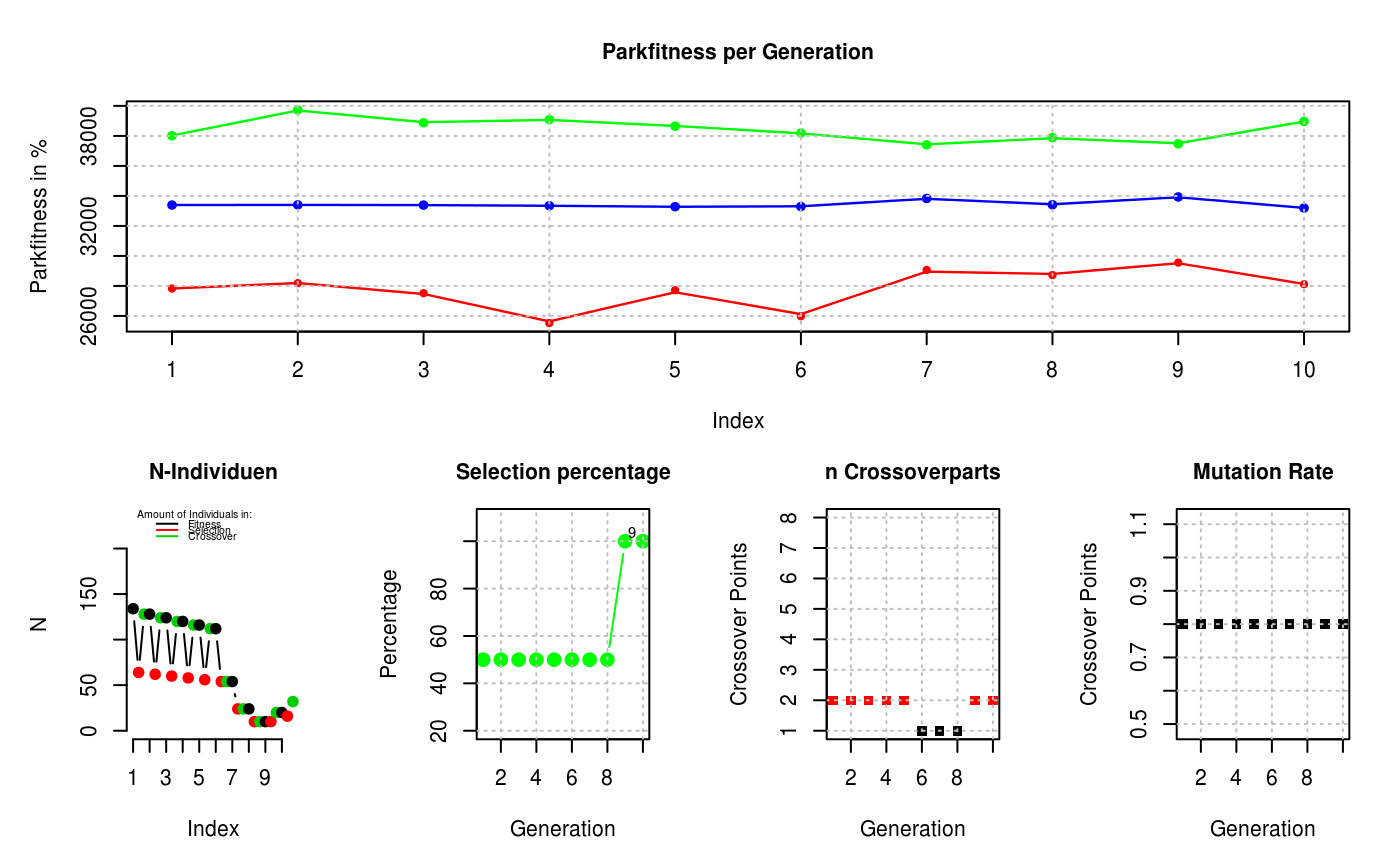 Parkfitness per Generation
Parkfitness in %
38000
32000
26000
1 2 3 4 5 6 7 8 9 10
Index
N-Individuen
Amount of Individuals in:
Fitness
Selection
Crossover
N
150
50
0
1 3 5 7 9
Index
Selection percentage
9
Percentage
80
60
40
20
2 4 6 8
Generation
n Crossoverparts
Crossover Points
8
7
6
5
4
3
2
1
2 4 6 8
Generation
Mutation Rate
Crossover Points
1.1
0.9
0.7
0.5
2 4 6 8
Generation